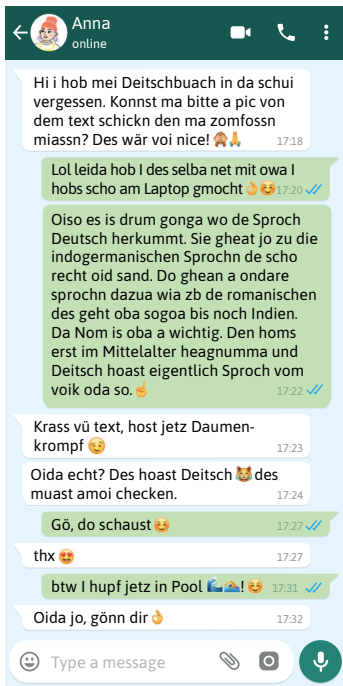 Anna
online
Hi i hob mei Deitschbuach in da schui
vergessen. Konnst ma bitte a pic von
dem text schickn den ma zomfossn
miassn? Des wär voi nice! 🙈🙏
17:18
Lol leida hob I des selba net mit owa I
hobs scho am Laptop gmocht👌😊 17:20
Oiso es is drum gonga wo de Sproch
Deutsch herkummt. Sie gheat jo zu die
indogermanischen Sprochn de scho
recht oid sand. Do ghean a ondare
sprochn dazua wia zb de romanischen
des geht oba sogoa bis noch Indien.
Da Nom is oba a wichtig. Den homs
erst im Mittelalter heagnumma und
Deitsch hoast eigentlich Sproch vom
voik oda so.☝ 17:22
Krass vü text, host jetz Daumen-
krompf 😉 17:23
Oida echt? Des hoast Deitsch 😹 des
muast amoi checken. 17:24
Gö, do schaust 😊 17:27
thx 😍 17:27
btw I hupf jetz in Pool 🌊🏊! 😊 17:31
Oida jo, gönn dir👌 17:32
Type a message